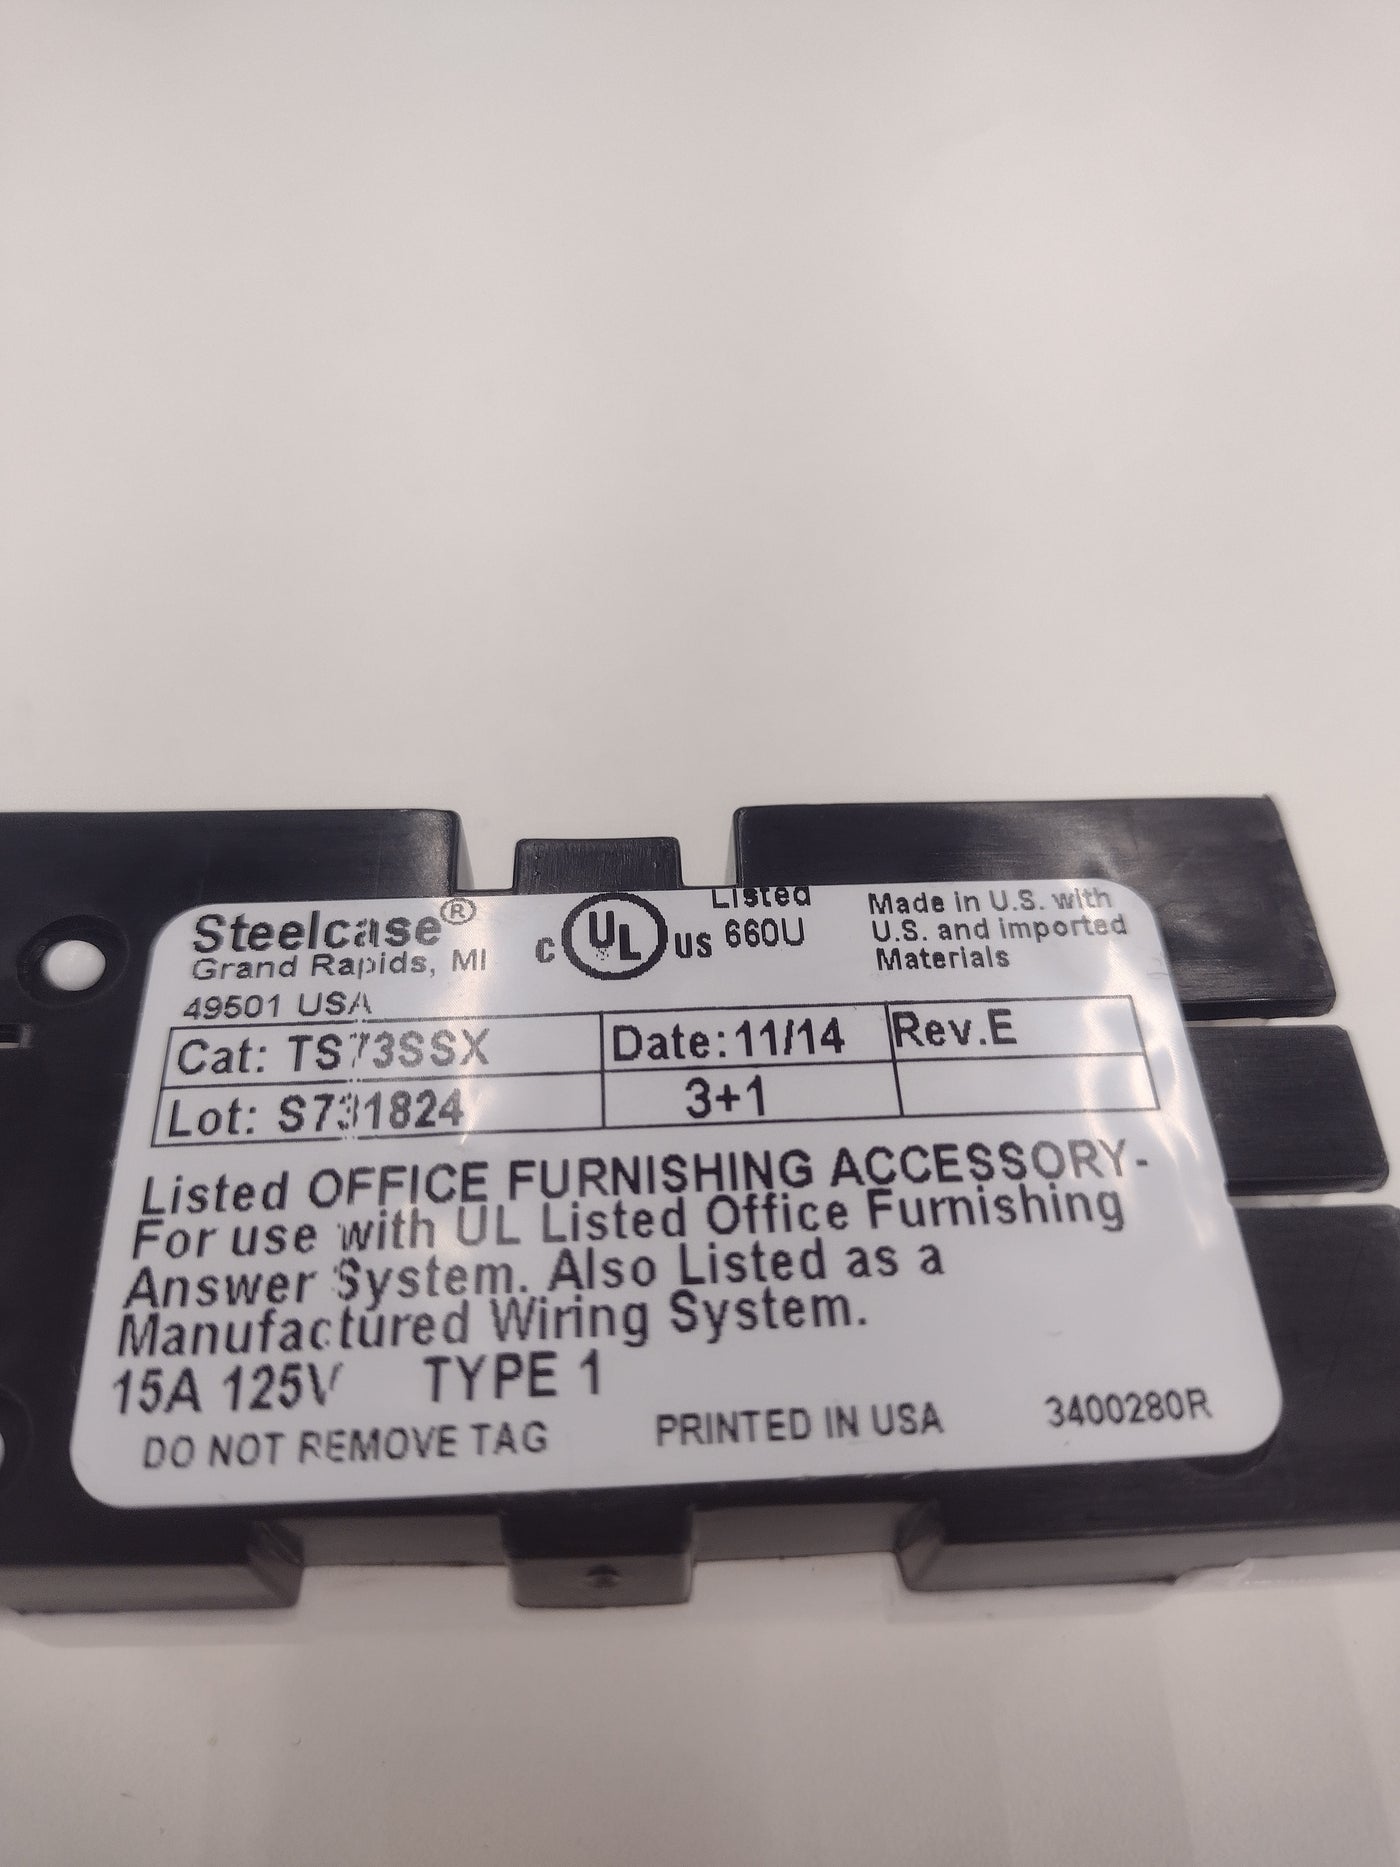 Steelcase®
Grand Rapids, MI
49501 USA
C UL US
Listed
660U
Made in U.S. with
U.S. and imported
Materials
Cat: TS73SSX
Date: 11/14
Rev.E
Lot: S731824
3+1
Listed OFFICE FURNISHING ACCESSORY-
For use with UL Listed Office Furnishing
Answer System. Also Listed as a
Manufactured Wiring System.
15A 125V TYPE 1
DO NOT REMOVE TAG PRINTED IN USA 3400280R